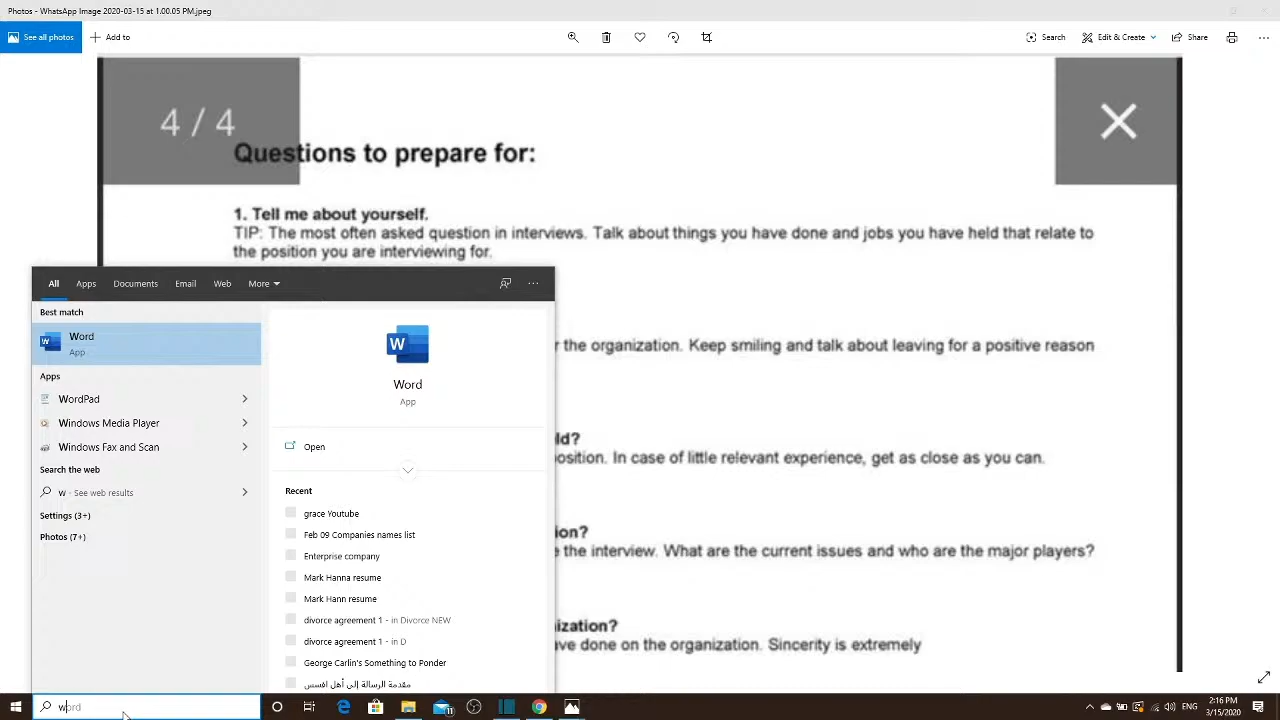 Photos - WhatsApp Image 2020-03-15 at 1.00.05 PM.jpeg
See all photos
Add to
Search
Edit & Create
Share
4 / 4
Questions to prepare for:
1. Tell me about yourself.
TIP: The most often asked question in interviews. Talk about things you have done and jobs you have held that relate to
the position you are interviewing for.
r the organization. Keep smiling and talk about leaving for a positive reason
ld?
osition. In case of little relevant experience, get as close as you can.
ion?
e the interview. What are the current issues and who are the major players?
ization?
ave done on the organization. Sincerity is extremely
All
Apps
Documents
Email
Web
More
Best match
Word
App
Apps
WordPad
Windows Media Player
Windows Fax and Scan
Search the web
w - See web results
Settings (3+)
Photos (7+)
W
Word
App
Open
Recent
grace Youtube
Feb 09 Companies names list
Enterprise company
Mark Hanna resume
Mark Hann resume
divorce agreement 1 - in Divorce NEW
divorce agreement 1 - in D
George Carlin's Something to Ponder
مقدمة الرسالة إلى أهل افسس
word
11
2:16 PM
3/15/2020